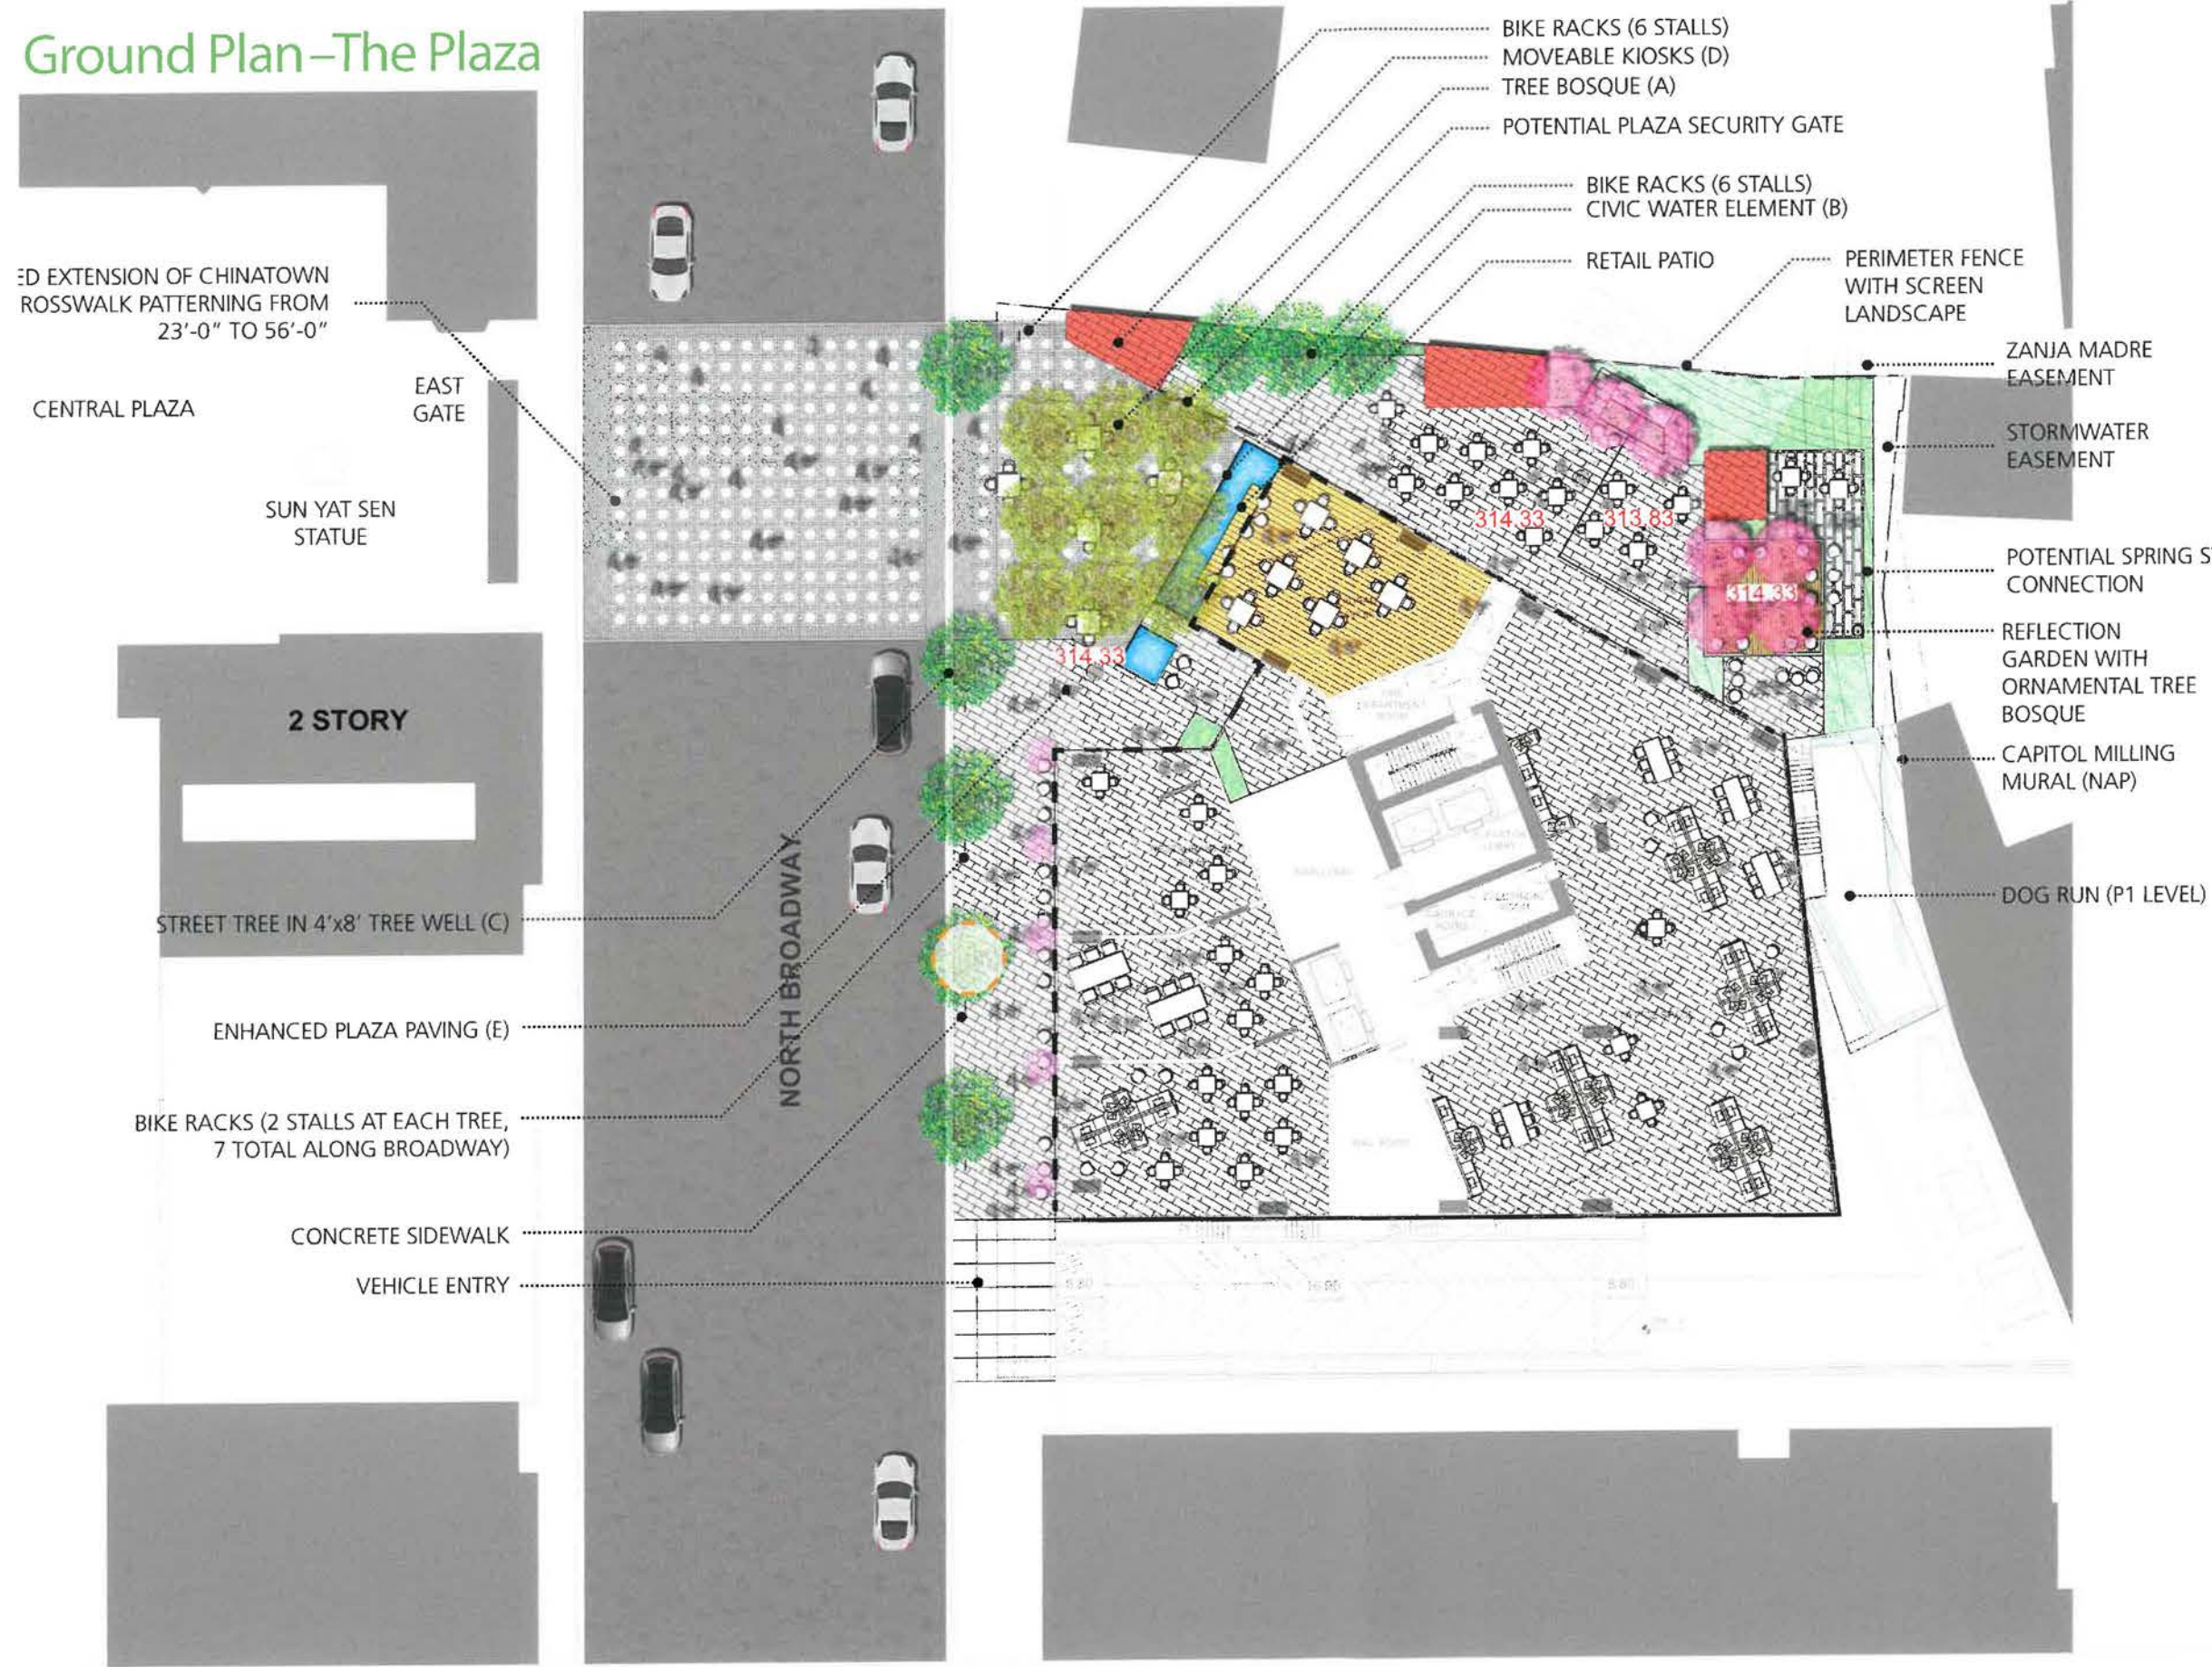 Ground Plan–The Plaza
BIKE RACKS (6 STALLS)
MOVEABLE KIOSKS (D)
TREE BOSQUE (A)
POTENTIAL PLAZA SECURITY GATE
BIKE RACKS (6 STALLS)
CIVIC WATER ELEMENT (B)
RETAIL PATIO
PERIMETER FENCE
WITH SCREEN
LANDSCAPE
ZANJA MADRE
EASEMENT
STORMWATER
EASEMENT
POTENTIAL SPRING S
CONNECTION
REFLECTION
GARDEN WITH
ORNAMENTAL TREE
BOSQUE
CAPITOL MILLING
MURAL (NAP)
DOG RUN (P1 LEVEL)
ED EXTENSION OF CHINATOWN
ROSSWALK PATTERNING FROM
23'-0" TO 56'-0"
EAST
GATE
CENTRAL PLAZA
SUN YAT SEN
STATUE
2 STORY
STREET TREE IN 4'x8' TREE WELL (C)
ENHANCED PLAZA PAVING (E)
BIKE RACKS (2 STALLS AT EACH TREE,
7 TOTAL ALONG BROADWAY)
CONCRETE SIDEWALK
VEHICLE ENTRY
NORTH BROADWAY
314.33
313.83
314.33
314.33